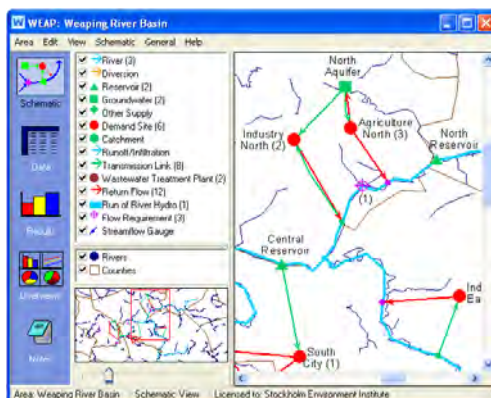 WEAP: Weaping River Basin
Area Edit View Schematic General Help
Schematic
Data
Results
Notes
River (3)
Diversion
Reservoir (2)
Groundwater (2)
Other Supply
Demand Site (6)
Catchment
Runoff/Infiltration
Transmission Link (8)
Wastewater Treatment Plant (2)
Return Flow (12)
Run of River Hydro (1)
Flow Requirement (3)
Streamflow Gauge
Rivers
Counties
North
Aquifer
Industry
North (2)
Agriculture
North (3)
North
Reservoir
(1)
Central
Reservoir
Ind
Ea
South
City (1)
Area: Weaping River Basin Schematic View Licensed to: Stockholm Environment Institute